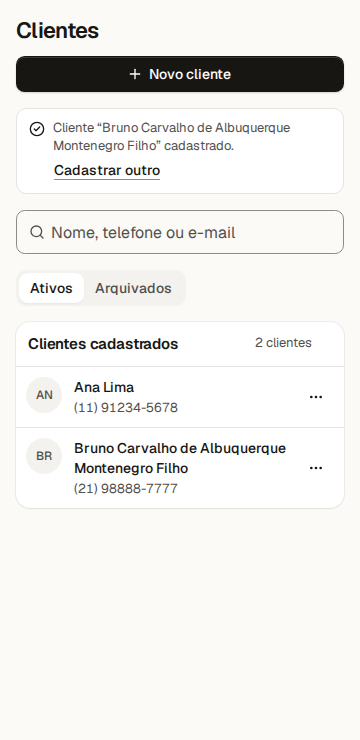 Clientes
Novo cliente
Cliente “Bruno Carvalho de Albuquerque
Montenegro Filho” cadastrado.
Cadastrar outro
Nome, telefone ou e-mail
Ativos Arquivados
Clientes cadastrados 2 clientes
AN Ana Lima
(11) 91234-5678
BR Bruno Carvalho de Albuquerque
Montenegro Filho
(21) 98888-7777